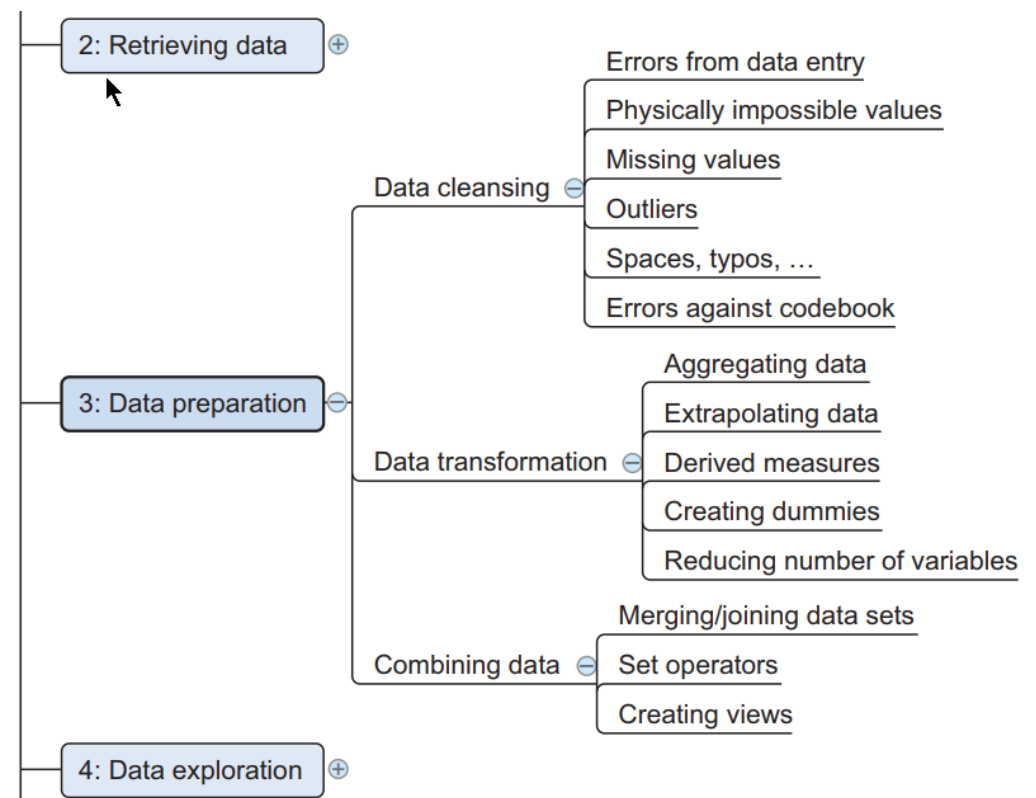 2: Retrieving data
Errors from data entry
Physically impossible values
Missing values
Data cleansing
Outliers
Spaces, typos, …
Errors against codebook
3: Data preparation
Aggregating data
Extrapolating data
Data transformation
Derived measures
Creating dummies
Reducing number of variables
Merging/joining data sets
Combining data
Set operators
Creating views
4: Data exploration